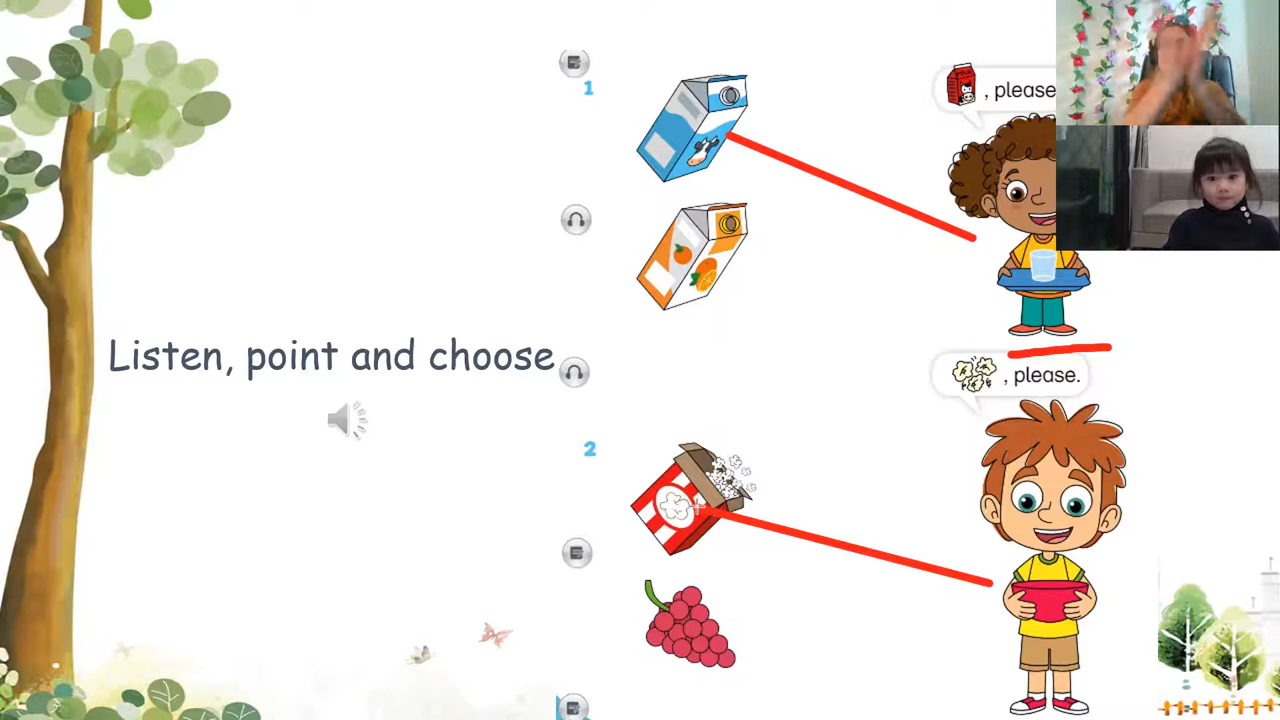 1
, please
Listen, point and choose
, please.
2